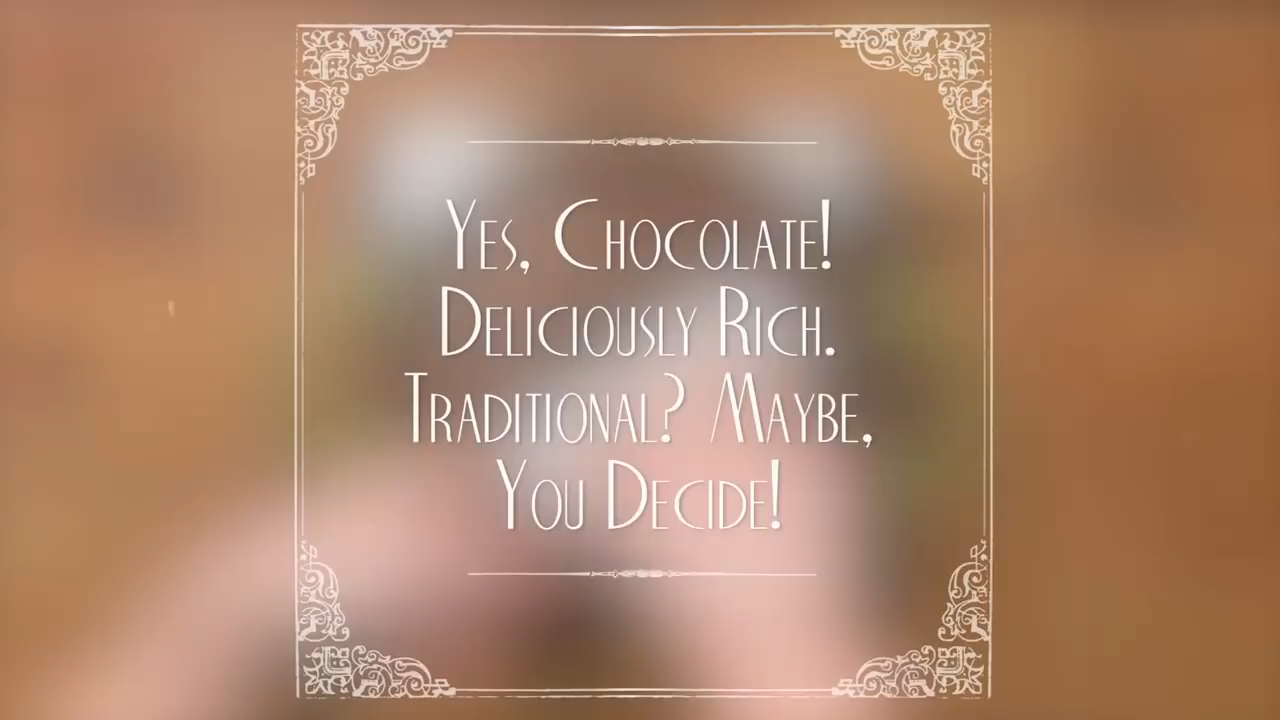 Yes, Chocolate!
Deliciously Rich.
Traditional? Maybe,
You Decide!